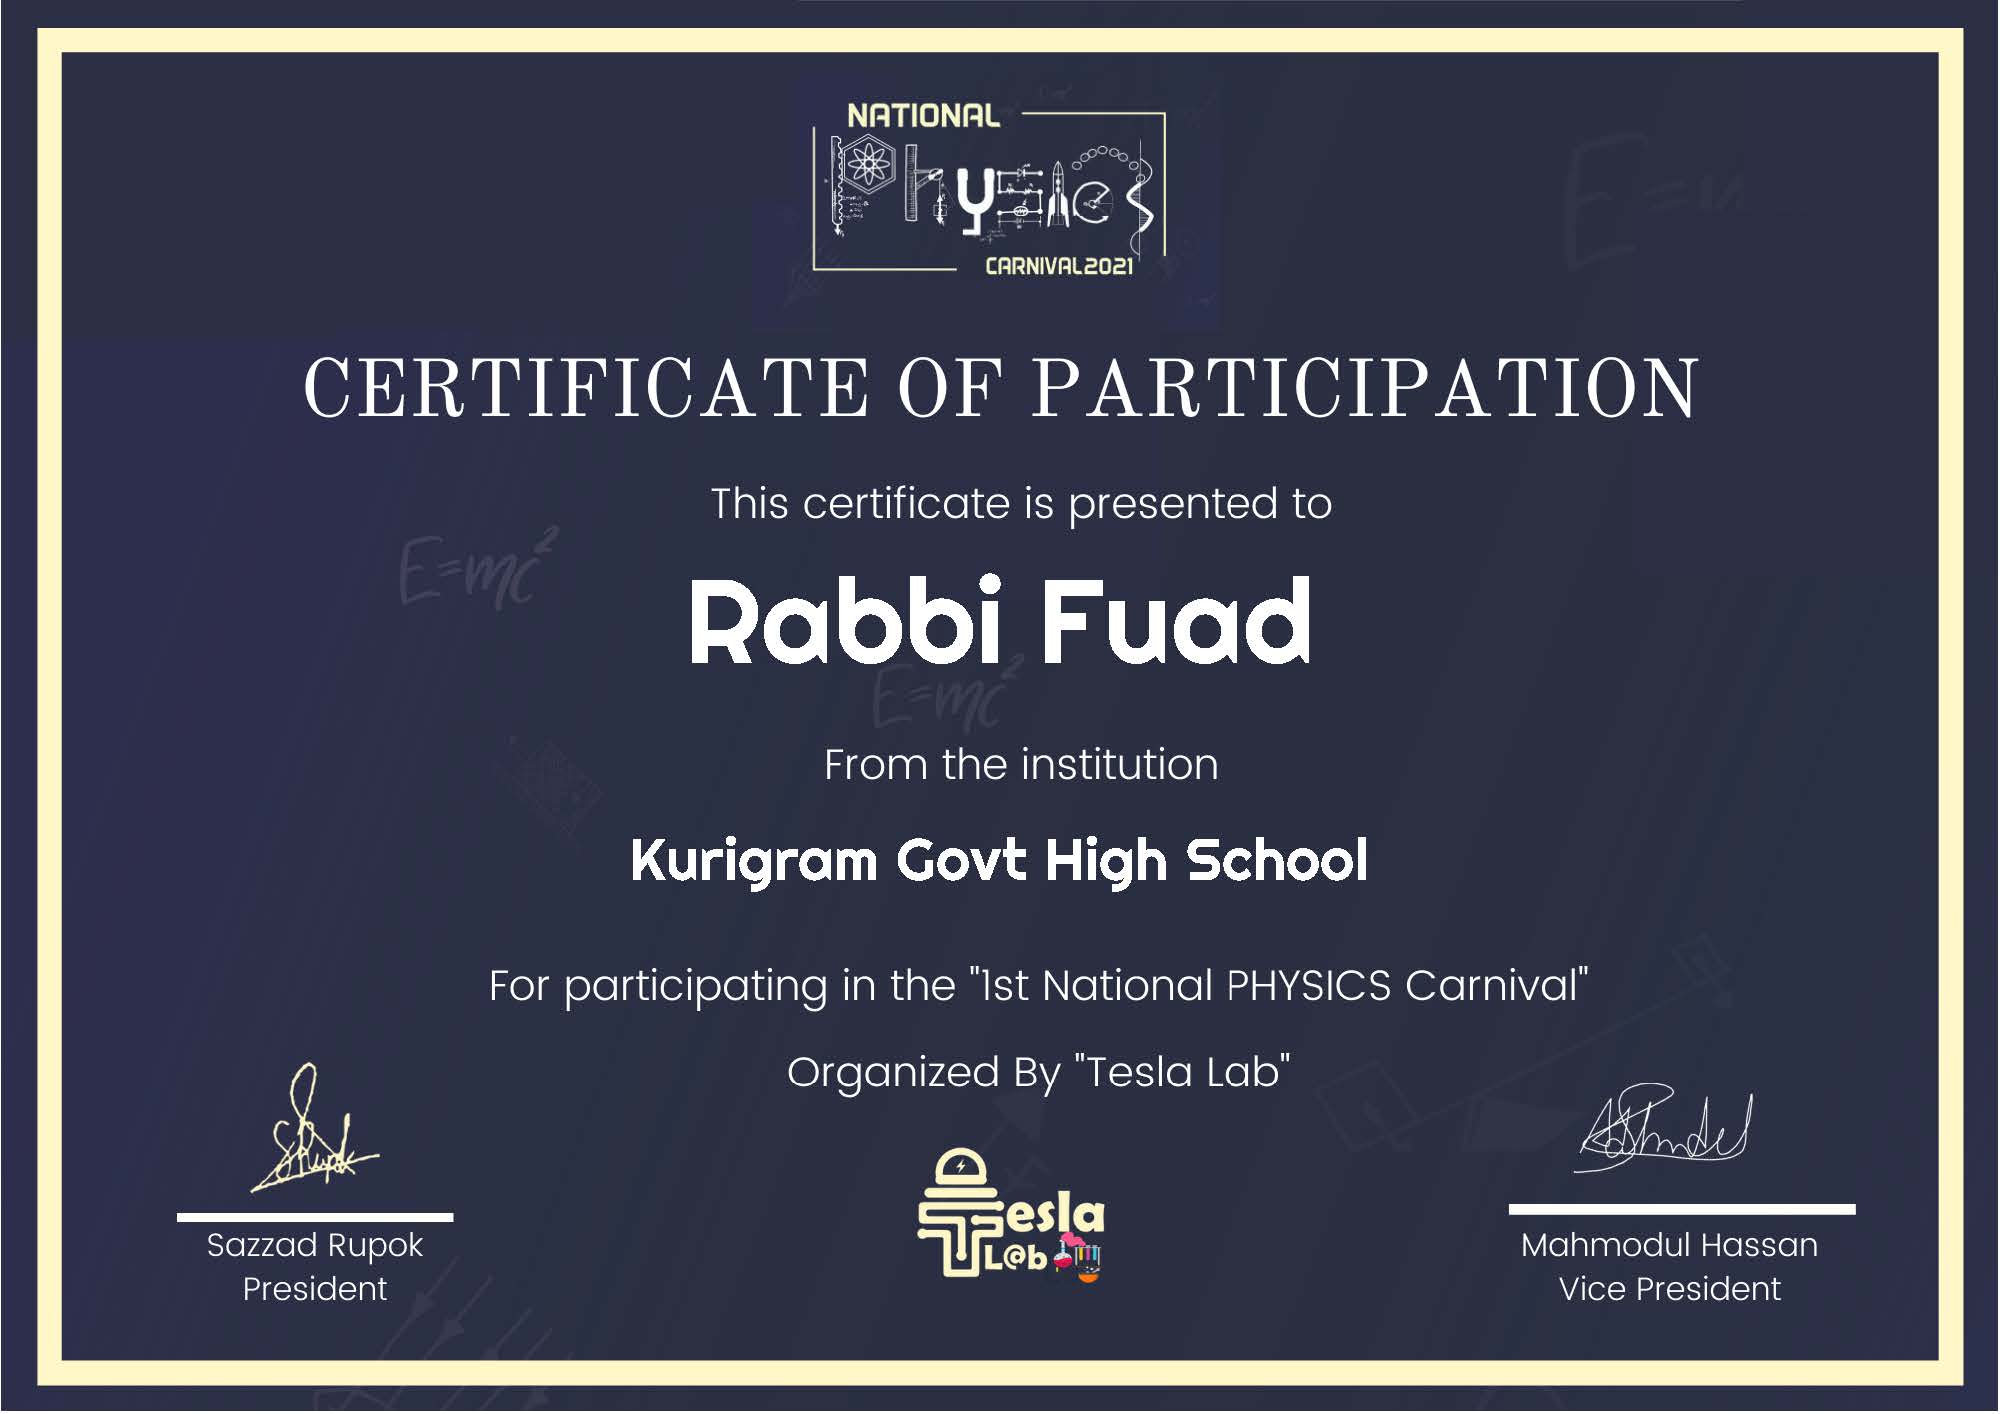 NATIONAL
Physics
CARNIVAL2021
CERTIFICATE OF PARTICIPATION
This certificate is presented to
E=mc²
Rabbi Fuad
E=mc²
From the institution
Kurigram Govt High School
For participating in the "1st National PHYSICS Carnival"
Organized By "Tesla Lab"
Tesla
L@b
Sazzad Rupok
President
Mahmodul Hassan
Vice President